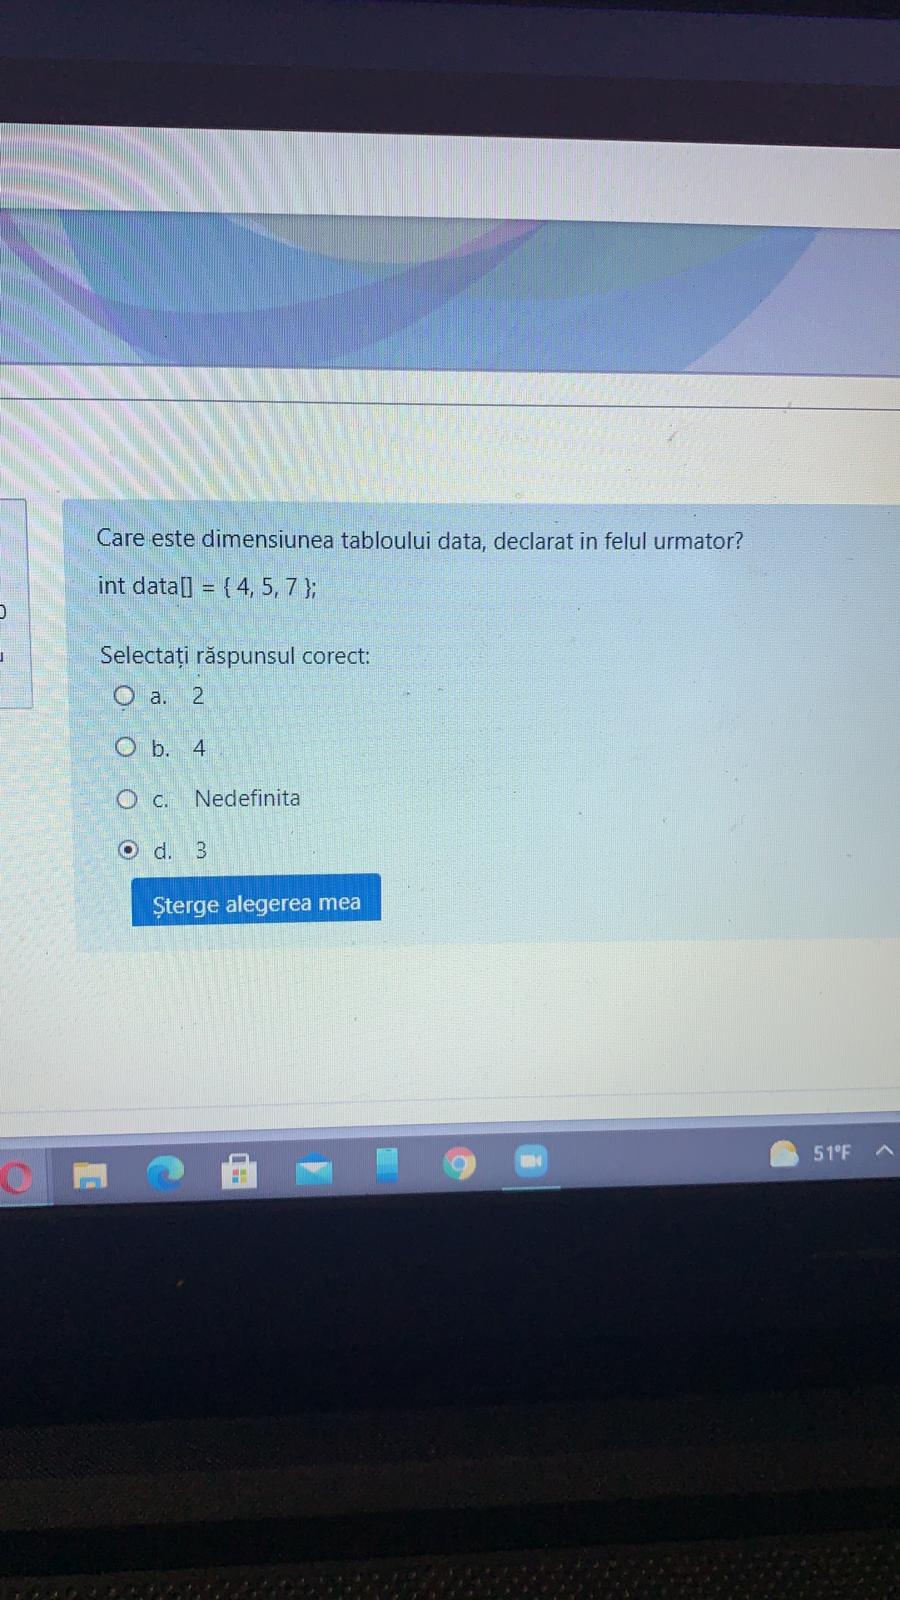 Care este dimensiunea tabloului data, declarat in felul urmator?
int data[] = { 4, 5, 7 };
Selectați răspunsul corect:
a. 2
b. 4
c. Nedefinita
d. 3
Șterge alegerea mea
51°F